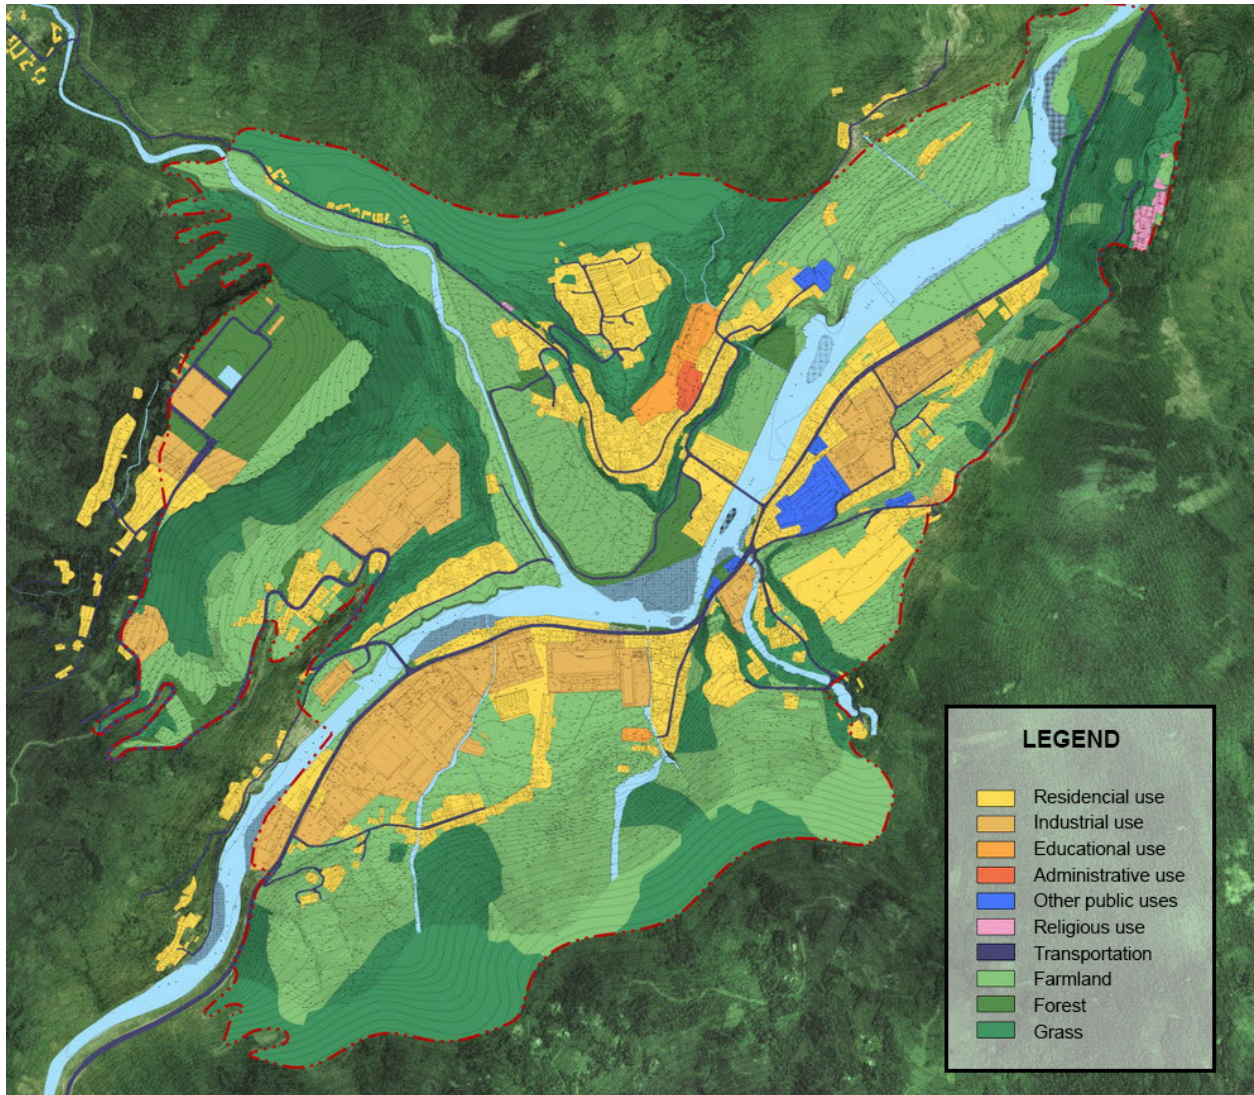 LEGEND
Residencial use
Industrial use
Educational use
Administrative use
Other public uses
Religious use
Transportation
Farmland
Forest
Grass